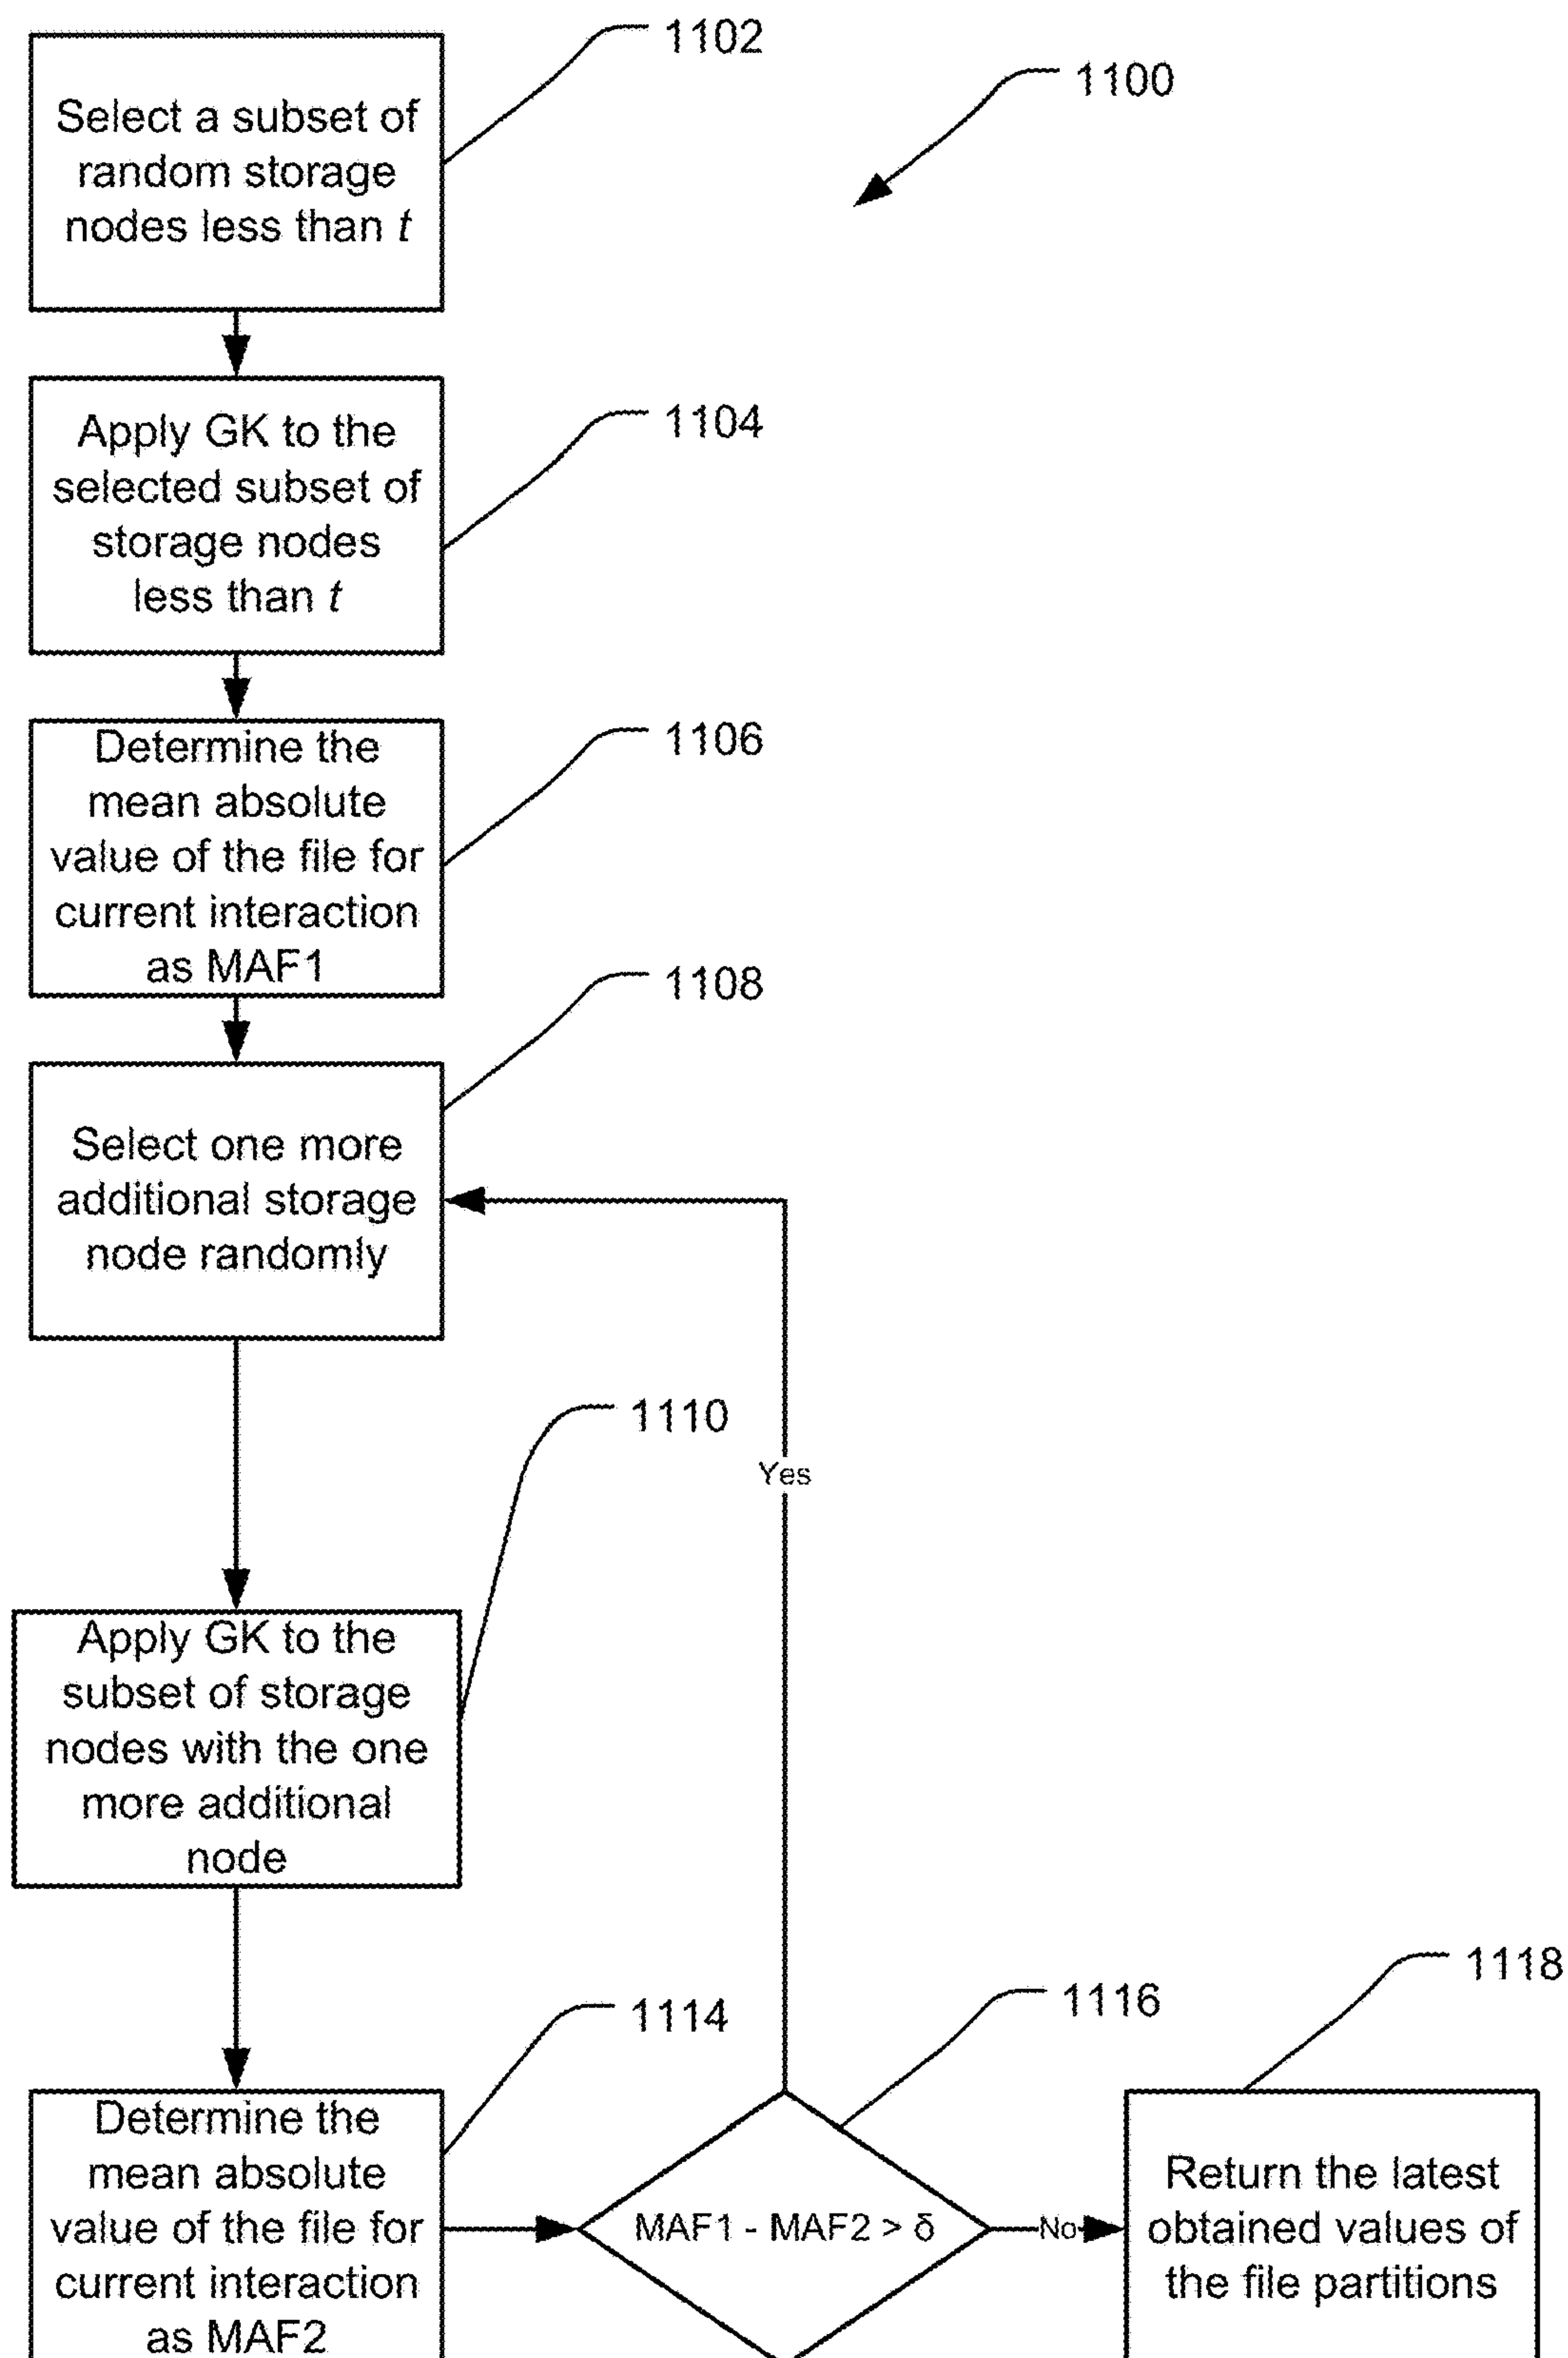 1102
1100
Select a subset of
random storage
nodes less than t
1104
Apply GK to the
selected subset of
storage nodes
less than t
1106
Determine the
mean absolute
value of the file for
current interaction
as MAF1
1108
Select one more
additional storage
node randomly
1110
Yes
Apply GK to the
subset of storage
nodes with the one
more additional
node
1118
1116
1114
Determine the
mean absolute
value of the file for
current interaction
as MAF2
MAF1 - MAF2 > δ
No
Return the latest
obtained values of
the file partitions